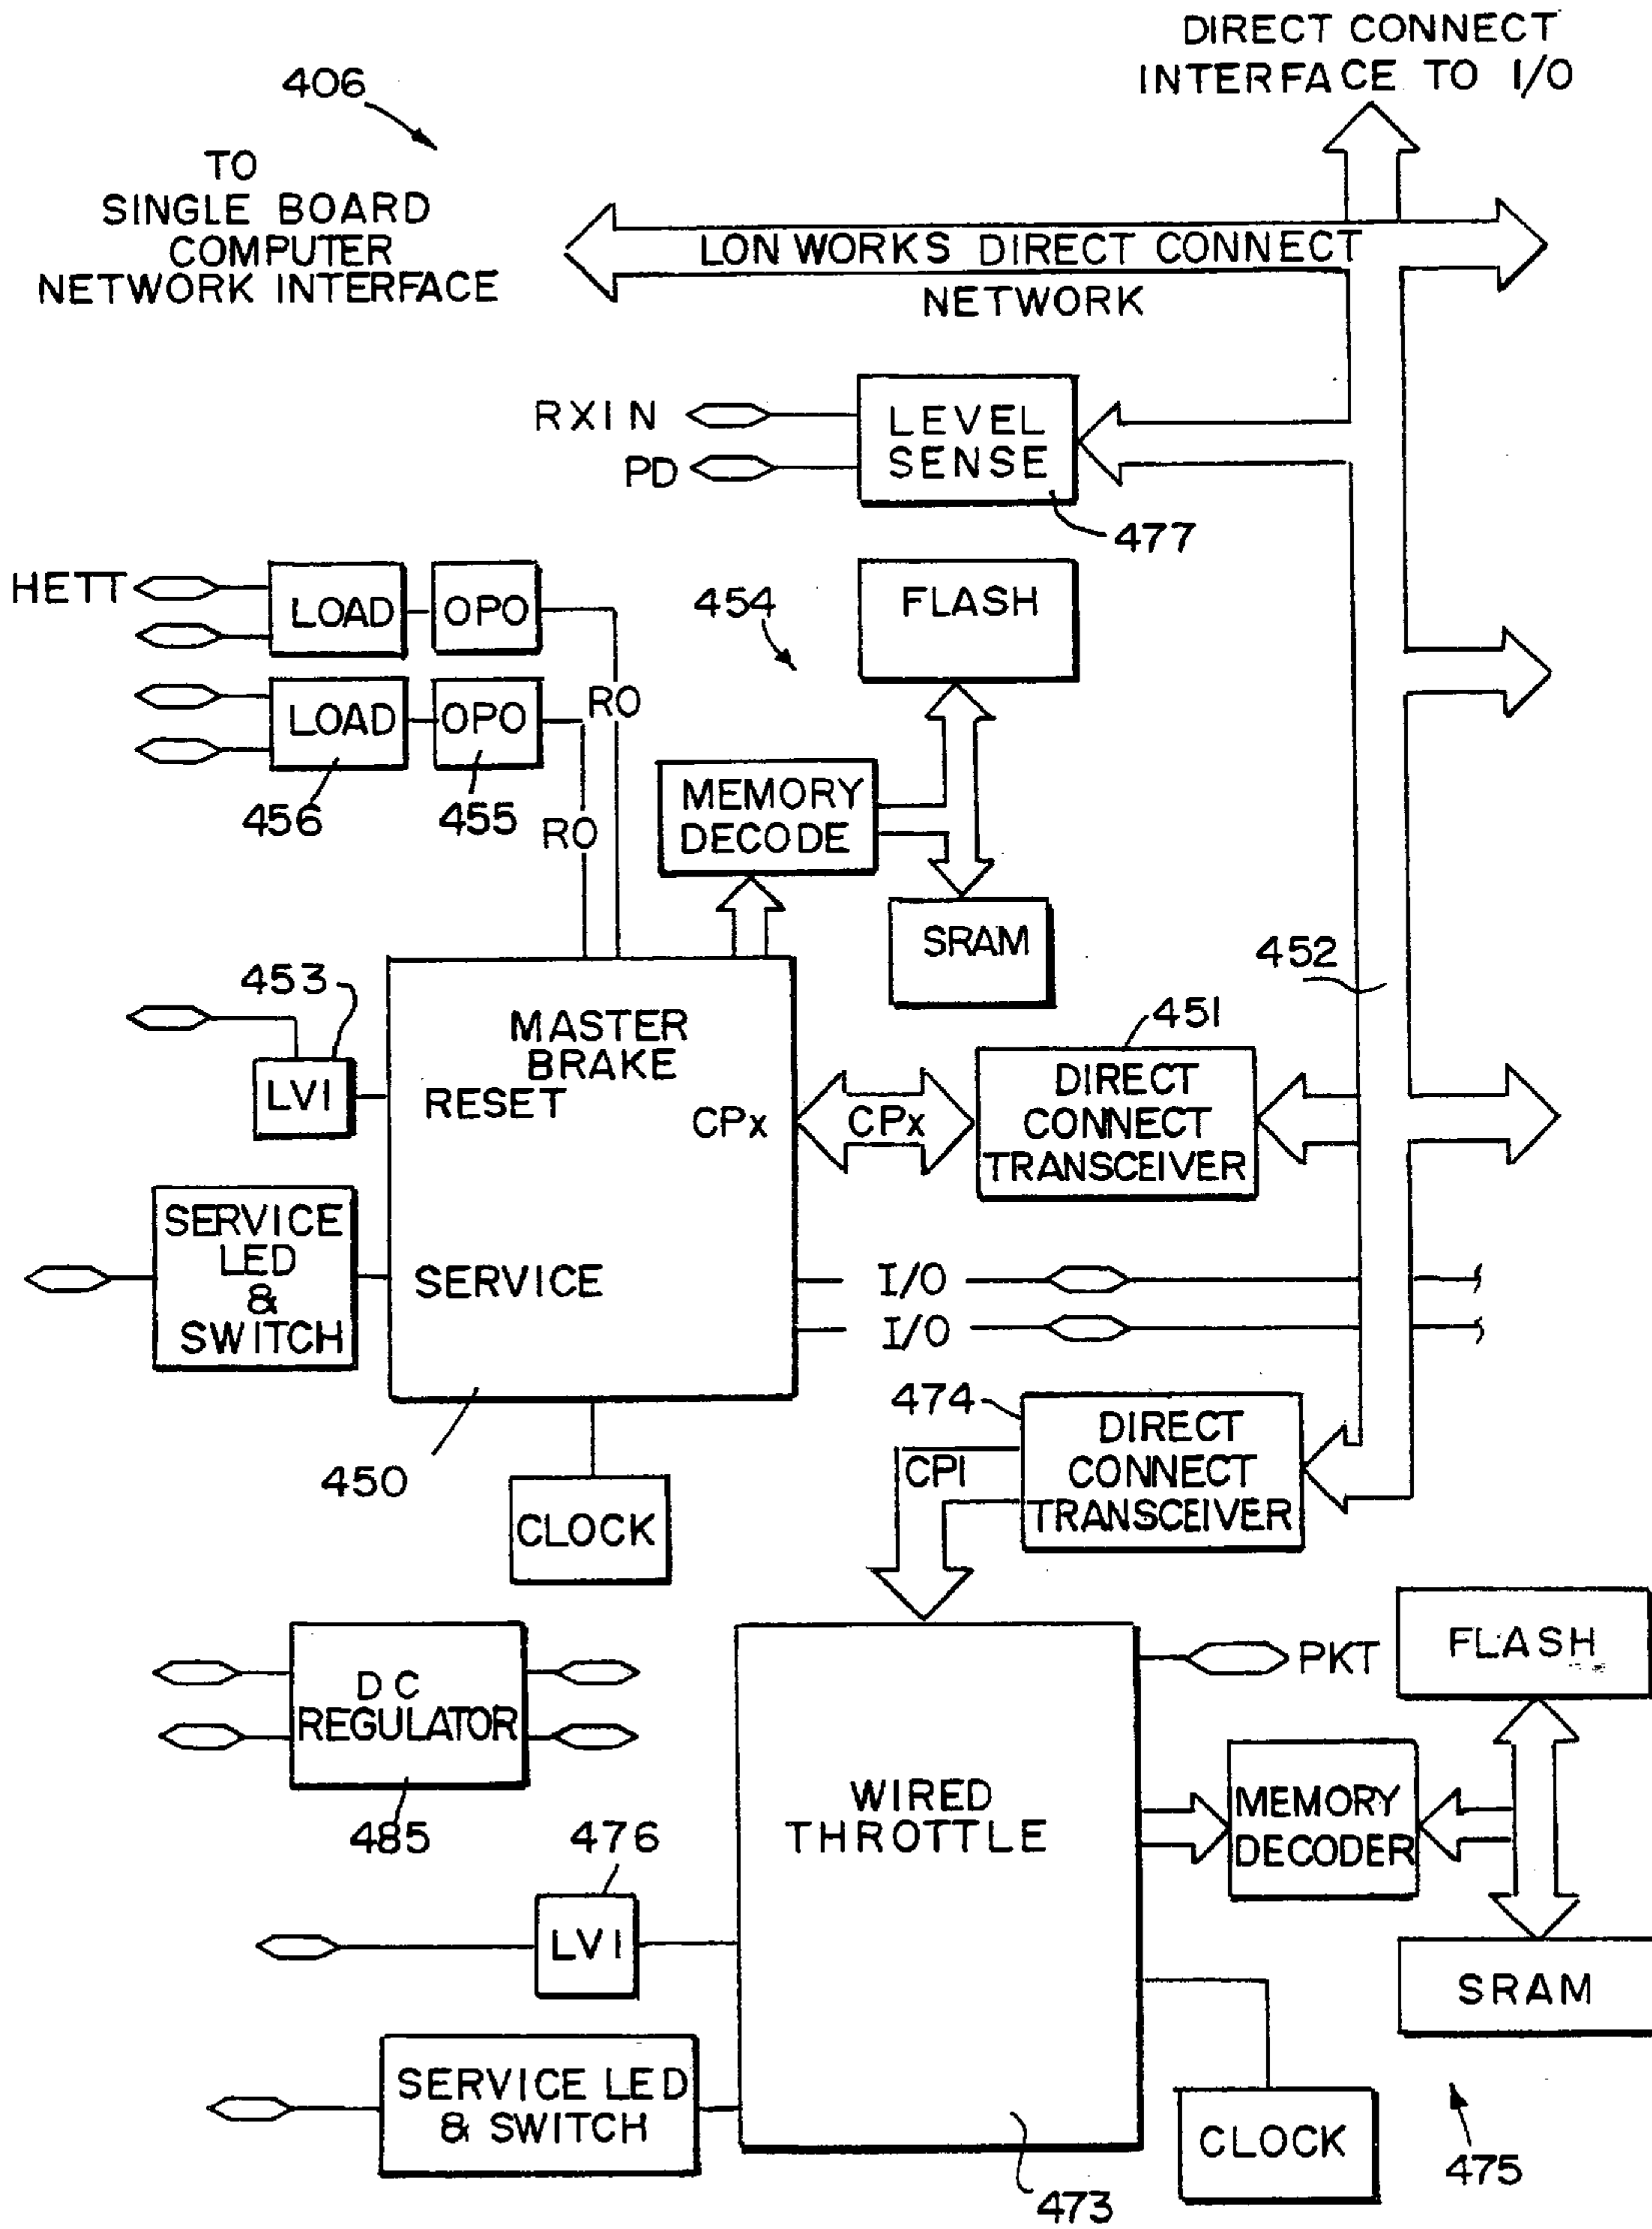 DIRECT CONNECT
INTERFACE TO I/O
406
TO
SINGLE BOARD
COMPUTER
NETWORK INTERFACE
LON WORKS DIRECT CONNECT
NETWORK
RXIN
PD
LEVEL
SENSE
477
HETT
LOAD
OPO
RO
454
FLASH
LOAD
OPO
456
455
RO
MEMORY
DECODE
SRAM
452
453
LVI
MASTER
BRAKE
RESET
CPx
CPx
451
DIRECT
CONNECT
TRANSCEIVER
SERVICE
LED
&
SWITCH
SERVICE
I/O
I/O
450
CLOCK
474
CPI
DIRECT
CONNECT
TRANSCEIVER
DC
REGULATOR
485
476
LVI
WIRED
THROTTLE
PKT
FLASH
MEMORY
DECODER
SRAM
SERVICE LED
& SWITCH
473
CLOCK
475